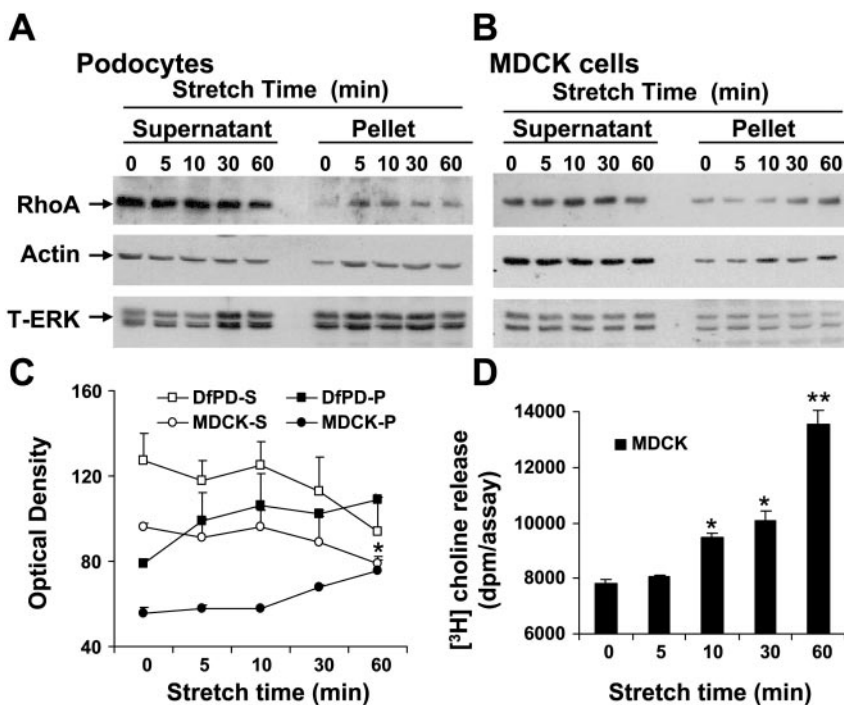 A
Podocytes
Stretch Time (min)
Supernatant Pellet
0 5 10 30 60 0 5 10 30 60
RhoA
Actin
T-ERK
B
MDCK cells
Stretch Time (min)
Supernatant Pellet
0 5 10 30 60 0 5 10 30 60
C
160
120
80
40
Optical Density
DfPD-S DfPD-P
MDCK-S MDCK-P
*
0 5 10 30 60
Stretch time (min)
D
14000
12000
10000
8000
6000
[³H] choline release
(dpm/assay)
MDCK
* * **
0 5 10 30 60
Stretch time (min)